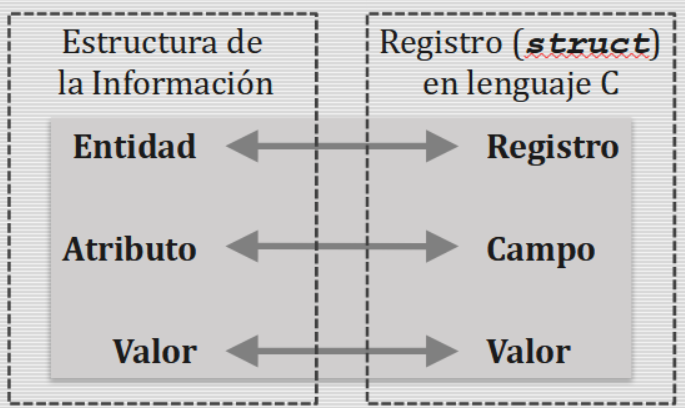 Estructura de
la Información
Registro (struct)
en lenguaje C
Entidad
Registro
Atributo
Campo
Valor
Valor